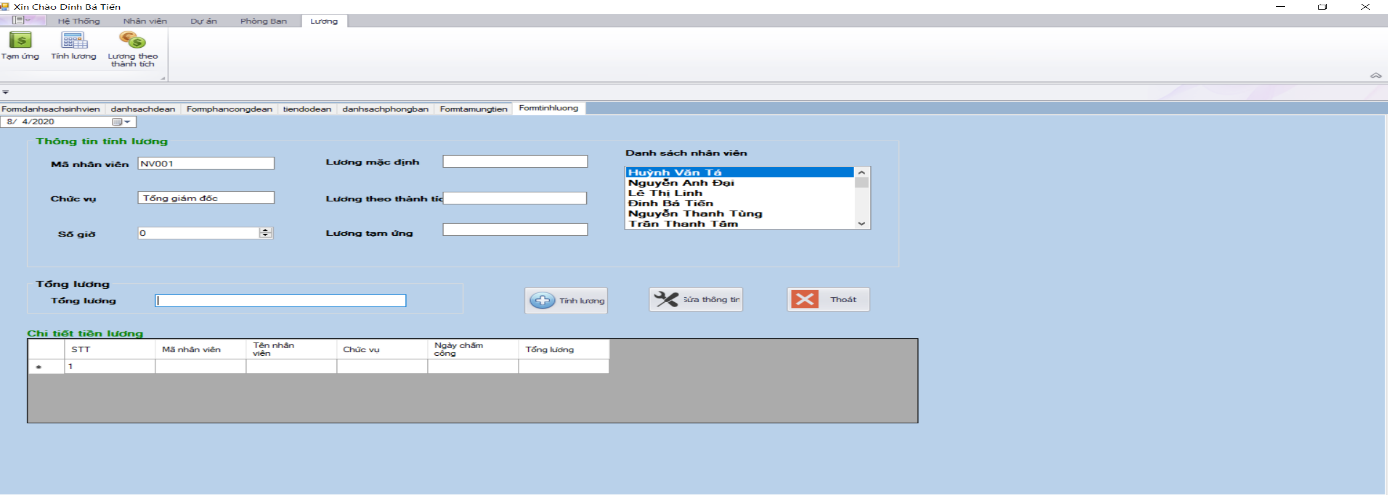 Xin Chào Đinh Bá Tiến
Hệ Thống Nhân viên Dự án Phòng Ban Lương
Tạm ứng Tính lương Lương theo
thành tích
Formdanhsachsinhvien danhsachdean Formphancongdean tiendodean danhsachphongban Formtamungtien Formtinhluong
8/ 4/2020
Thông tin tính lương
Mã nhân viên NV001 Lương mặc định Danh sách nhân viên
Huỳnh Văn Tá
Nguyễn Anh Đại
Lê Thị Linh
Chức vụ Tổng giám đốc Lương theo thành tíc
Đinh Bá Tiến
Nguyễn Thanh Tùng
Trần Thanh Tâm
Số giờ 0 Lương tạm ứng
Tổng lương
Tổng lương Tính lương Sửa thông tin Thoát
Chi tiết tiền lương
STT Mã nhân viên Tên nhân
viên Chức vụ Ngày chấm
công Tổng lương
* 1